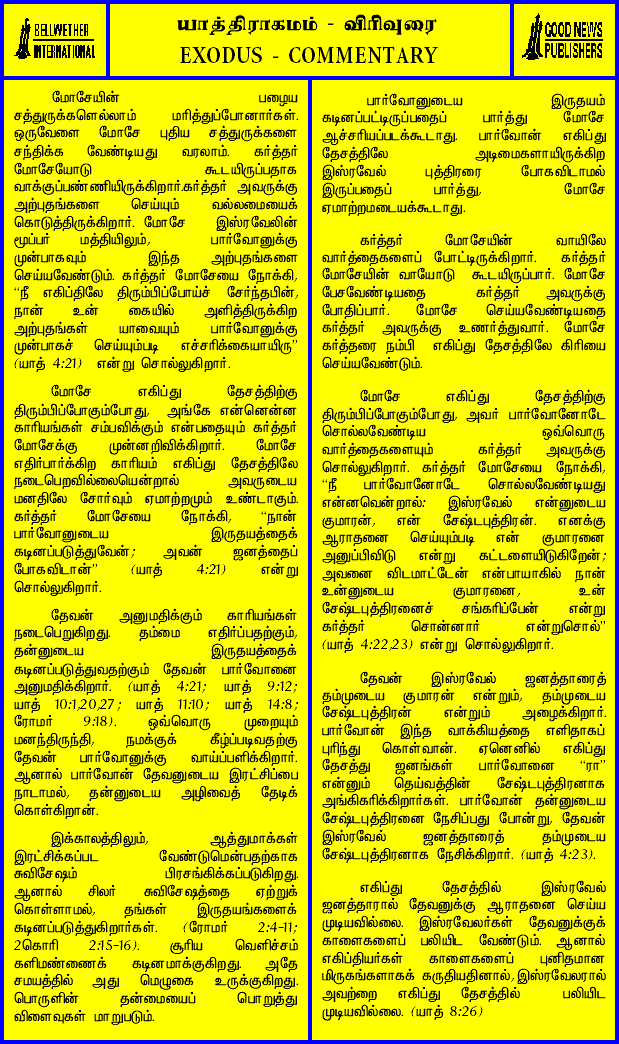 BELLWETHER
INTERNATIONAL
யாத்திராகமம் - விரிவுரை
EXODUS - COMMENTARY
GOOD NEWS
PUBLISHERS
மோசேயின் பழைய
சத்துருக்களெல்லாம் மரித்துப்போனார்கள்.
ஒருவேளை மோசே புதிய சத்துருக்களை
சந்திக்க வேண்டியது வரலாம். கர்த்தர்
மோசேயோடு கூடயிருப்பதாக
வாக்குப்பண்ணியிருக்கிறார்.கர்த்தர் அவருக்கு
அற்புதங்களை செய்யும் வல்லமையைக்
கொடுத்திருக்கிறார். மோசே இஸ்ரவேலின்
மூப்பர் மத்தியிலும், பார்வோனுக்கு
முன்பாகவும் இந்த அற்புதங்களை
செய்யவேண்டும். கர்த்தர் மோசேயை நோக்கி,
“நீ எகிப்திலே திரும்பிப்போய்ச் சேர்ந்தபின்,
நான் உன் கையில் அளித்திருக்கிற
அற்புதங்கள் யாவையும் பார்வோனுக்கு
முன்பாகச் செய்யும்படி எச்சரிக்கையாயிரு”
(யாத் 4:21) என்று சொல்லுகிறார்.
மோசே எகிப்து தேசத்திற்கு
திரும்பிப்போகும்போது, அங்கே என்னென்ன
காரியங்கள் சம்பவிக்கும் என்பதையும் கர்த்தர்
மோசேக்கு முன்னறிவிக்கிறார். மோசே
எதிர்பார்க்கிற காரியம் எகிப்து தேசத்திலே
நடைபெறவில்லையென்றால் அவருடைய
மனதிலே சோர்வும் ஏமாற்றமும் உண்டாகும்.
கர்த்தர் மோசேயை நோக்கி, “நான்
பார்வோனுடைய இருதயத்தைக்
கடினப்படுத்துவேன்; அவன் ஜனத்தைப்
போகவிடான்” (யாத் 4:21) என்று
சொல்லுகிறார்.
தேவன் அனுமதிக்கும் காரியங்கள்
நடைபெறுகிறது. தம்மை எதிர்ப்பதற்கும்,
தன்னுடைய இருதயத்தைக்
கடினப்படுத்துவதற்கும் தேவன் பார்வோனை
அனுமதிக்கிறார். (யாத் 4:21; யாத் 9:12;
யாத் 10:1,20,27; யாத் 11:10; யாத் 14:8;
ரோமர் 9:18). ஒவ்வொரு முறையும்
மனந்திருந்தி, நமக்குக் கீழ்ப்படிவதற்கு
தேவன் பார்வோனுக்கு வாய்ப்பளிக்கிறார்.
ஆனால் பார்வோன் தேவனுடைய இரட்சிப்பை
நாடாமல், தன்னுடைய அழிவைத் தேடிக்
கொள்கிறான்.
இக்காலத்திலும், ஆத்துமாக்கள்
இரட்சிக்கப்பட வேண்டுமென்பதற்காக
சுவிசேஷம் பிரசங்கிக்கப்படுகிறது.
ஆனால் சிலர் சுவிசேஷத்தை ஏற்றுக்
கொள்ளாமல், தங்கள் இருதயங்களைக்
கடினப்படுத்துகிறார்கள். (ரோமர் 2:4-11;
2கொரி 2:15-16). சூரிய வெளிச்சம்
களிமண்ணைக் கடினமாக்குகிறது. அதே
சமயத்தில் அது மெழுகை உருக்குகிறது.
பொருளின் தன்மையைப் பொறுத்து
விளைவுகள் மாறுபடும்.
பார்வோனுடைய இருதயம்
கடினப்பட்டிருப்பதைப் பார்த்து மோசே
ஆச்சரியப்படக்கூடாது. பார்வோன் எகிப்து
தேசத்திலே அடிமைகளாயிருக்கிற
இஸ்ரவேல் புத்திரரை போகவிடாமல்
இருப்பதைப் பார்த்து, மோசே
ஏமாற்றமடையக்கூடாது.
கர்த்தர் மோசேயின் வாயிலே
வார்த்தைகளைப் போட்டிருக்கிறார். கர்த்தர்
மோசேயின் வாயோடு கூடயிருப்பார். மோசே
பேசவேண்டியதை கர்த்தர் அவருக்கு
போதிப்பார். மோசே செய்யவேண்டியதை
கர்த்தர் அவருக்கு உணர்த்துவார். மோசே
கர்த்தரை நம்பி எகிப்து தேசத்திலே கிரியை
செய்யவேண்டும்.
மோசே எகிப்து தேசத்திற்கு
திரும்பிப்போகும்போது, அவர் பார்வோனோடே
சொல்லவேண்டிய ஒவ்வொரு
வார்த்தைகளையும் கர்த்தர் அவருக்கு
சொல்லுகிறார். கர்த்தர் மோசேயை நோக்கி,
“நீ பார்வோனோடே சொல்லவேண்டியது
என்னவென்றால்: இஸ்ரவேல் என்னுடைய
குமாரன், என் சேஷ்டபுத்திரன். எனக்கு
ஆராதனை செய்யும்படி என் குமாரனை
அனுப்பிவிடு என்று கட்டளையிடுகிறேன்;
அவனை விடமாட்டேன் என்பாயாகில் நான்
உன்னுடைய குமாரனை, உன்
சேஷ்டபுத்திரனைச் சங்கரிப்பேன் என்று
கர்த்தர் சொன்னார் என்றுசொல்”
(யாத் 4:22,23) என்று சொல்லுகிறார்.
தேவன் இஸ்ரவேல் ஜனத்தாரைத்
தம்முடைய குமாரன் என்றும், தம்முடைய
சேஷ்டபுத்திரன் என்றும் அழைக்கிறார்.
பார்வோன் இந்த வாக்கியத்தை எளிதாகப்
புரிந்து கொள்வான். ஏனெனில் எகிப்து
தேசத்து ஜனங்கள் பார்வோனை “ரா”
என்னும் தெய்வத்தின் சேஷ்டபுத்திரனாக
அங்கிகரிக்கிறார்கள். பார்வோன் தன்னுடைய
சேஷ்டபுத்திரனை நேசிப்பது போன்று, தேவன்
இஸ்ரவேல் ஜனத்தாரைத் தம்முடைய
சேஷ்டபுத்திரனாக நேசிக்கிறார். (யாத் 4:23).
எகிப்து தேசத்தில் இஸ்ரவேல்
ஜனத்தாரால் தேவனுக்கு ஆராதனை செய்ய
முடியவில்லை. இஸ்ரவேலர்கள் தேவனுக்குக்
காளைகளைப் பலியிட வேண்டும். ஆனால்
எகிப்தியர்கள் காளைகளைப் புனிதமான
மிருகங்களாகக் கருதியதினால், இஸ்ரவேலரால்
அவற்றை எகிப்து தேசத்தில் பலியிட
முடியவில்லை. (யாத் 8:26)